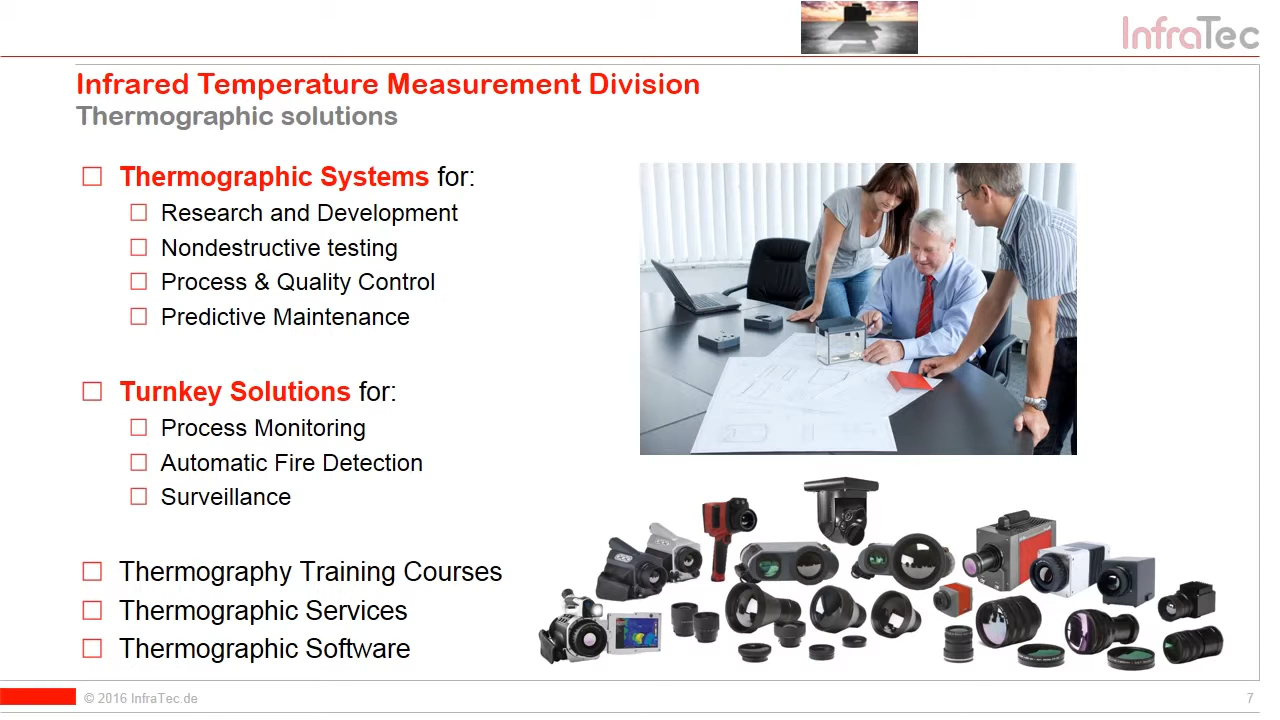 InfraTec
Infrared Temperature Measurement Division
Thermographic solutions
Thermographic Systems for:
Research and Development
Nondestructive testing
Process & Quality Control
Predictive Maintenance
Turnkey Solutions for:
Process Monitoring
Automatic Fire Detection
Surveillance
Thermography Training Courses
Thermographic Services
Thermographic Software
© 2016 InfraTec.de
7